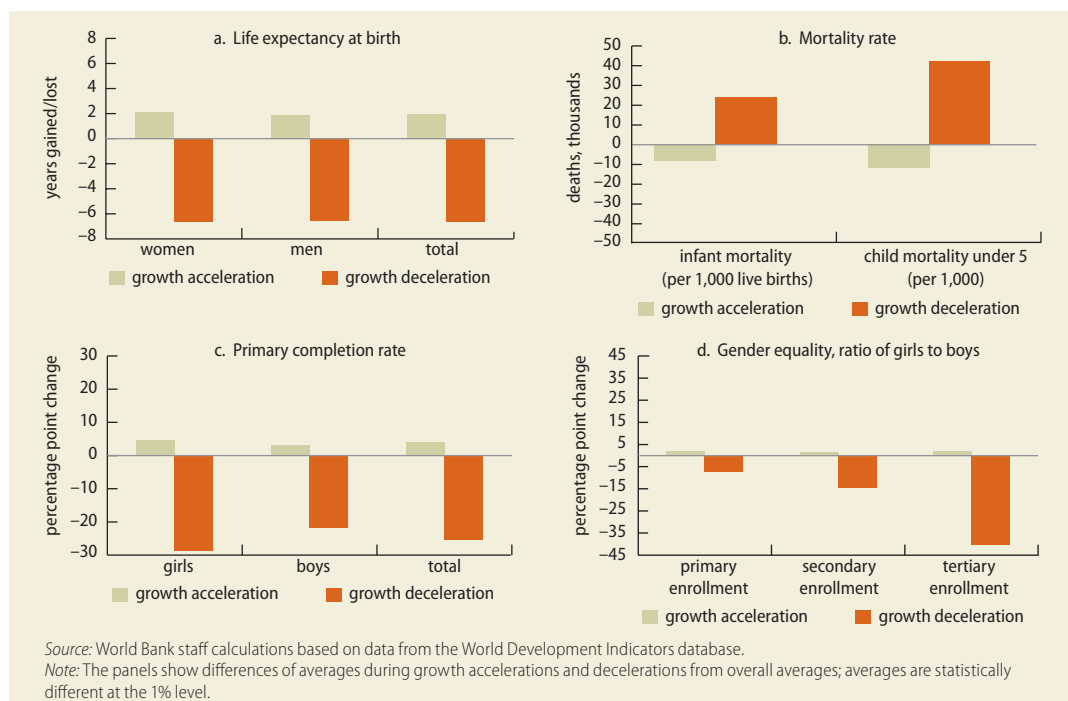 a. Life expectancy at birth
years gained/lost
8
6
4
2
0
−2
−4
−6
−8
women men total
growth acceleration growth deceleration
b. Mortality rate
deaths, thousands
50
40
30
20
10
0
−10
−20
−30
−40
−50
infant mortality child mortality under 5
(per 1,000 live births) (per 1,000)
growth acceleration growth deceleration
c. Primary completion rate
percentage point change
30
20
10
0
−10
−20
−30
girls boys total
growth acceleration growth deceleration
d. Gender equality, ratio of girls to boys
percentage point change
45
35
25
15
5
−5
−15
−25
−35
−45
primary secondary tertiary
enrollment enrollment enrollment
growth acceleration growth deceleration
Source: World Bank staff calculations based on data from the World Development Indicators database.
Note: The panels show differences of averages during growth accelerations and decelerations from overall averages; averages are statistically
different at the 1% level.